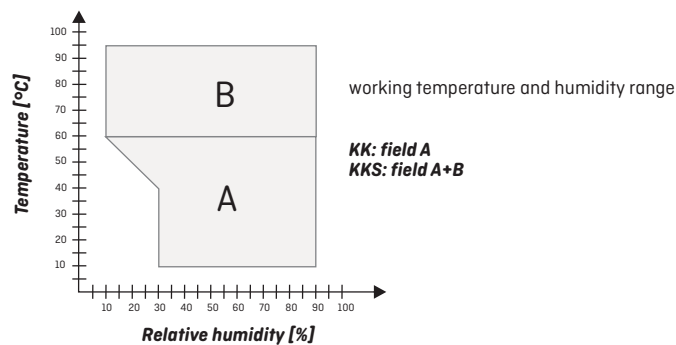 Temperature [°C]
100
90
80
70
60
50
40
30
20
10
B
A
10 20 30 40 50 60 70 80 90 100
Relative humidity [%]
working temperature and humidity range
KK: field A
KKS: field A+B